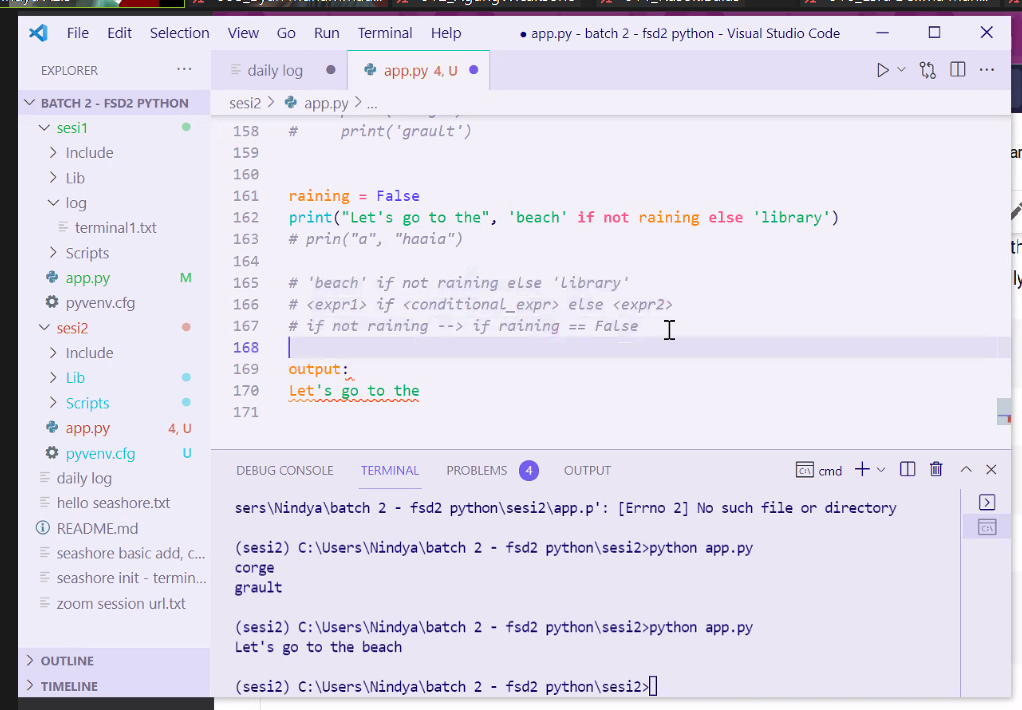 File Edit Selection View Go Run Terminal Help ● app.py - batch 2 - fsd2 python - Visual Studio Code
EXPLORER ...
daily log ●
app.py 4, U ●
BATCH 2 - FSD2 PYTHON
sesi2 > app.py > ...
sesi1
Include
Lib
log
terminal1.txt
Scripts
app.py M
pyvenv.cfg
sesi2
Include
Lib
Scripts
app.py 4, U
pyvenv.cfg U
daily log
hello seashore.txt
README.md
seashore basic add, c...
seashore init - termin...
zoom session url.txt
OUTLINE
TIMELINE
158 # print('grault')
159
160
161 raining = False
162 print("Let's go to the", 'beach' if not raining else 'library')
163 # prin("a", "haaia")
164
165 # 'beach' if not raining else 'library'
166 # <expr1> if <conditional_expr> else <expr2>
167 # if not raining --> if raining == False
168
169 output:
170 Let's go to the
171
DEBUG CONSOLE TERMINAL PROBLEMS 4 OUTPUT cmd
sers\Nindya\batch 2 - fsd2 python\sesi2\app.p': [Errno 2] No such file or directory
(sesi2) C:\Users\Nindya\batch 2 - fsd2 python\sesi2>python app.py
corge
grault
(sesi2) C:\Users\Nindya\batch 2 - fsd2 python\sesi2>python app.py
Let's go to the beach
(sesi2) C:\Users\Nindya\batch 2 - fsd2 python\sesi2>